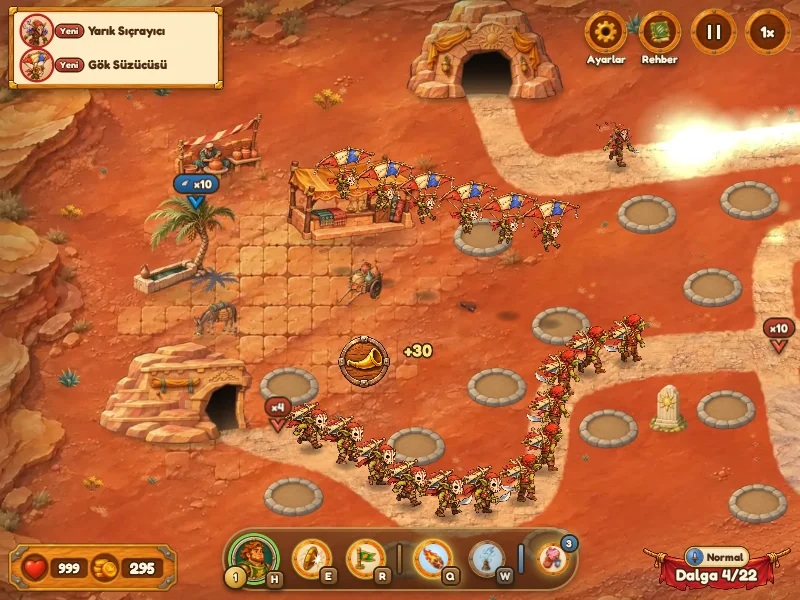 Yeni Yarık Sıçrayıcı
Yeni Gök Süzücüsü
Ayarlar
Rehber
1x
x10
x10
+30
x4
999
295
1
H
E
R
Q
W
3
Normal
Dalga 4/22